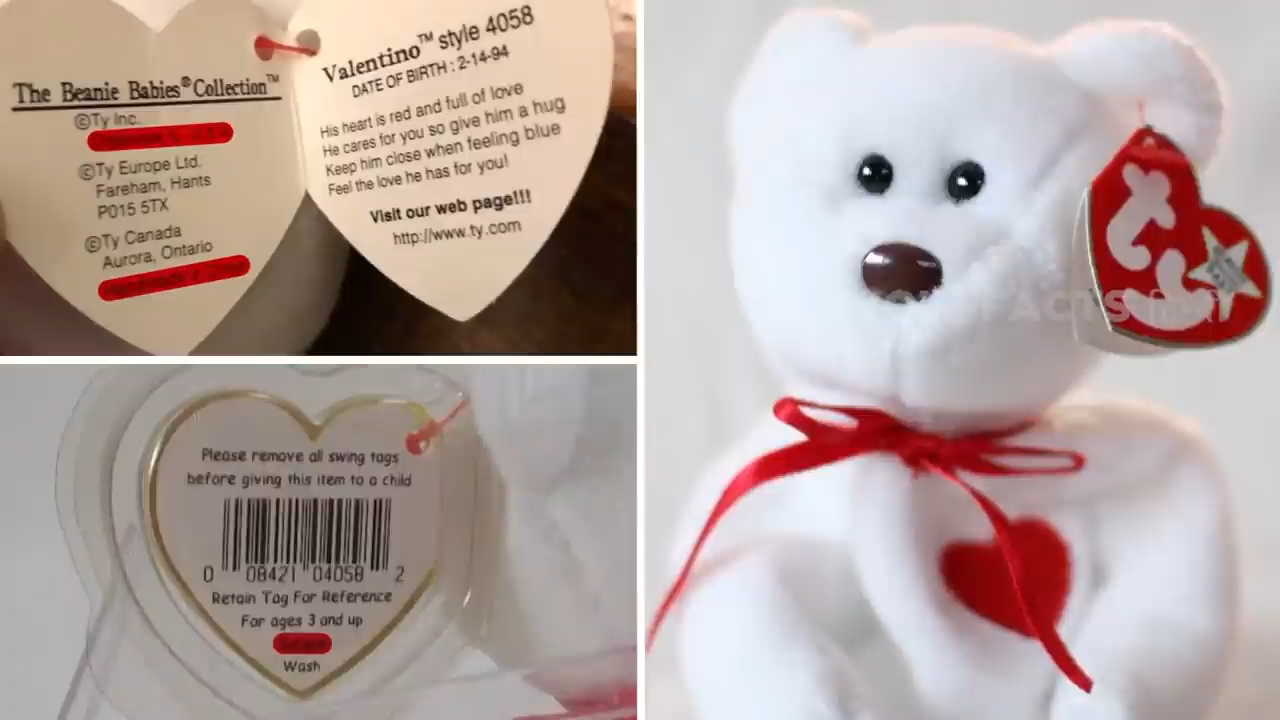 The Beanie Babies®Collection™
©Ty Inc.
©Ty Europe Ltd.
Fareham, Hants
P015 5TX
©Ty Canada
Aurora, Ontario
Valentino™ style 4058
DATE OF BIRTH : 2-14-94
His heart is red and full of love
He cares for you so give him a hug
Keep him close when feeling blue
Feel the love he has for you!
Visit our web page!!!
http://www.ty.com
Please remove all swing tags
before giving this item to a child
0 08421 04058 2
Retain Tag For Reference
For ages 3 and up
Wash
ty